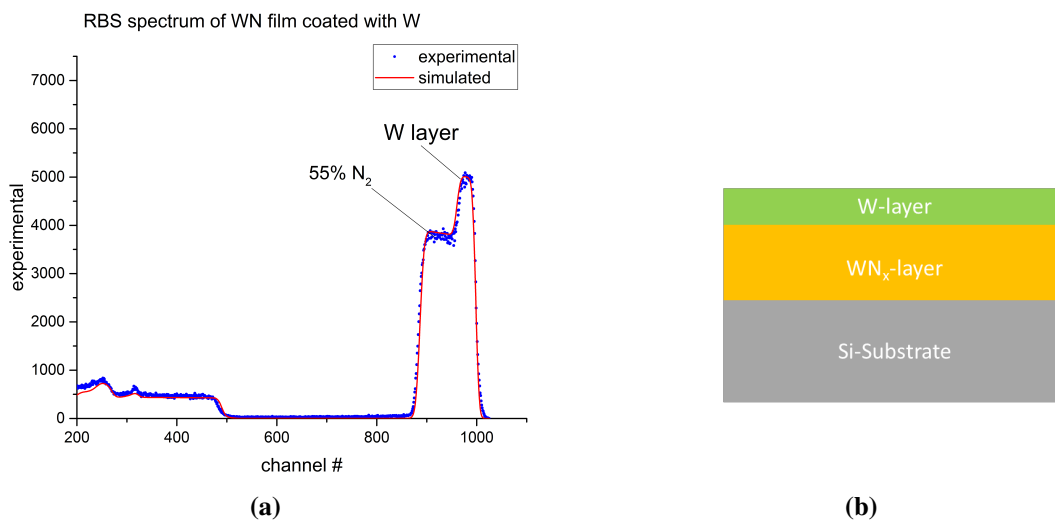 RBS spectrum of WN film coated with W
experimental
simulated
7000
6000
5000
4000
3000
2000
1000
0
experimental
W layer
55% N₂
200 400 600 800 1000
channel #
(a)
W-layer
WNₓ-layer
Si-Substrate
(b)